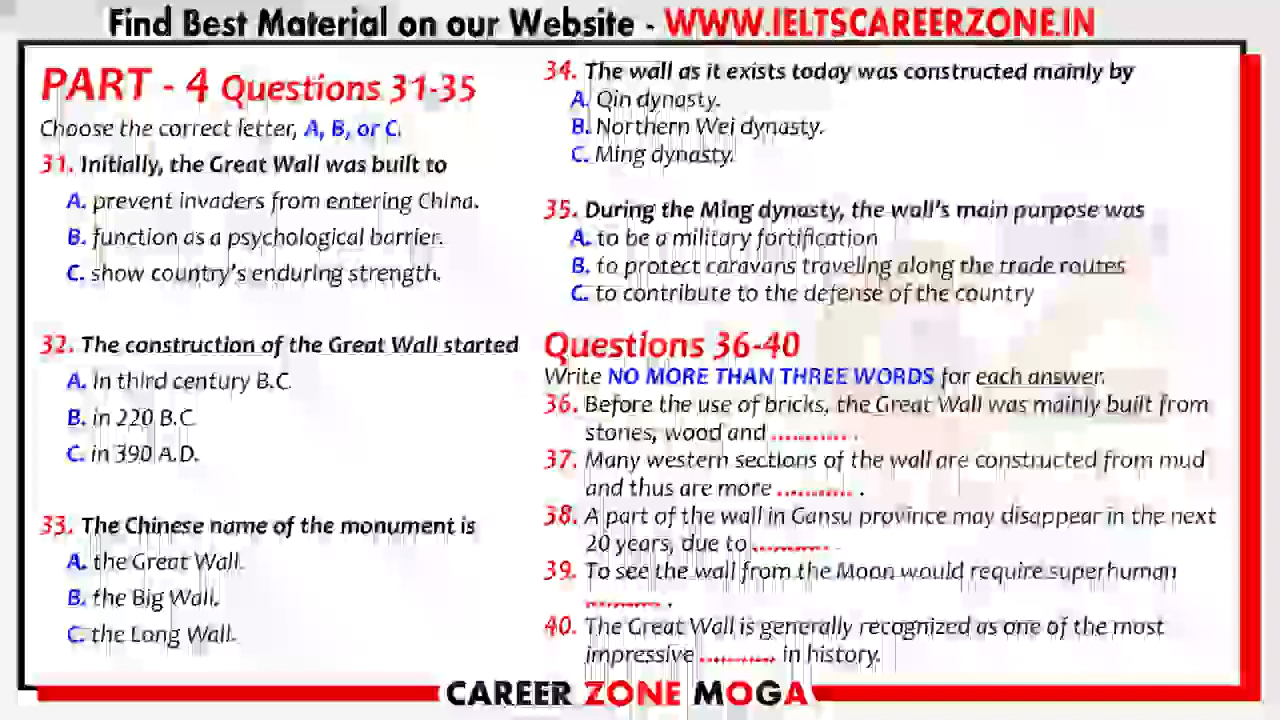 Find Best Material on our Website - WWW.IELTSCAREERZONE.IN
PART - 4 Questions 31-35
Choose the correct letter, A, B, or C.
31. Initially, the Great Wall was built to
A. prevent invaders from entering China.
B. function as a psychological barrier.
C. show country's enduring strength.
32. The construction of the Great Wall started
A. in third century B.C.
B. in 220 B.C.
C. in 390 A.D.
33. The Chinese name of the monument is
A. the Great Wall.
B. the Big Wall.
C. the Long Wall.
34. The wall as it exists today was constructed mainly by
A. Qin dynasty.
B. Northern Wei dynasty.
C. Ming dynasty.
35. During the Ming dynasty, the wall's main purpose was
A. to be a military fortification
B. to protect caravans traveling along the trade routes
C. to contribute to the defense of the country
Questions 36-40
Write NO MORE THAN THREE WORDS for each answer.
36. Before the use of bricks, the Great Wall was mainly built from
stones, wood and ........... .
37. Many western sections of the wall are constructed from mud
and thus are more ........... .
38. A part of the wall in Gansu province may disappear in the next
20 years, due to ........... .
39. To see the wall from the Moon would require superhuman
........... .
40. The Great Wall is generally recognized as one of the most
impressive ........... in history.
CAREER ZONE MOGA